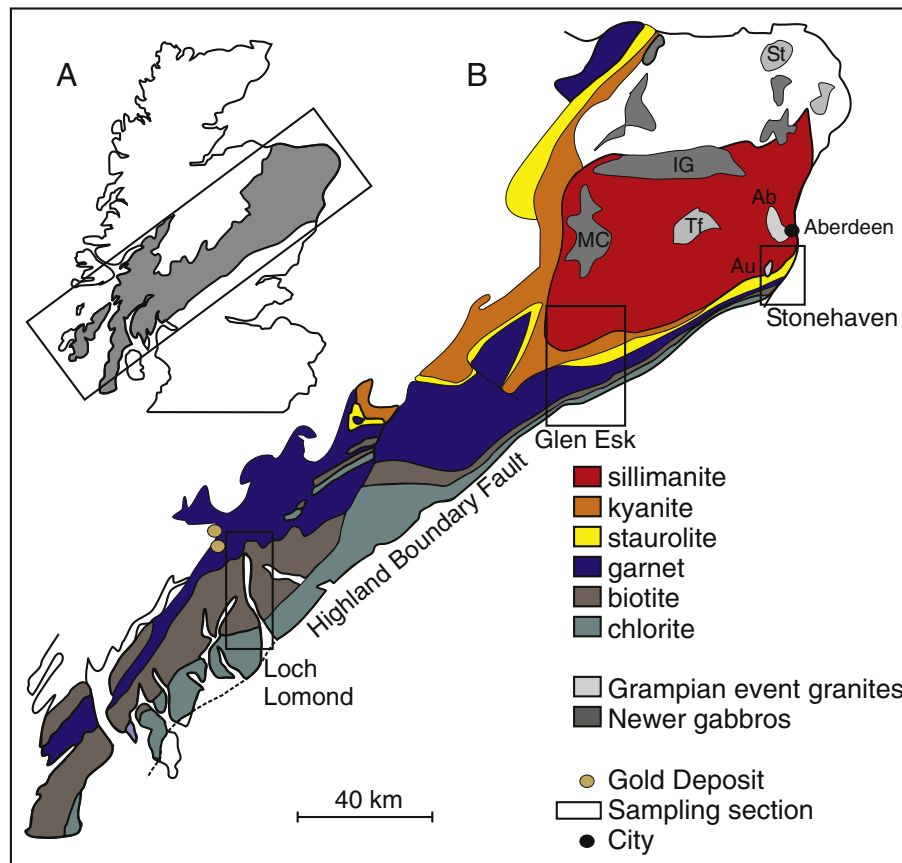 A
B
St
IG
Ab
MC
Tf
Aberdeen
Au
Stonehaven
Glen Esk
Highland Boundary Fault
sillimanite
kyanite
staurolite
garnet
biotite
chlorite
Loch
Lomond
Grampian event granites
Newer gabbros
Gold Deposit
40 km
Sampling section
City